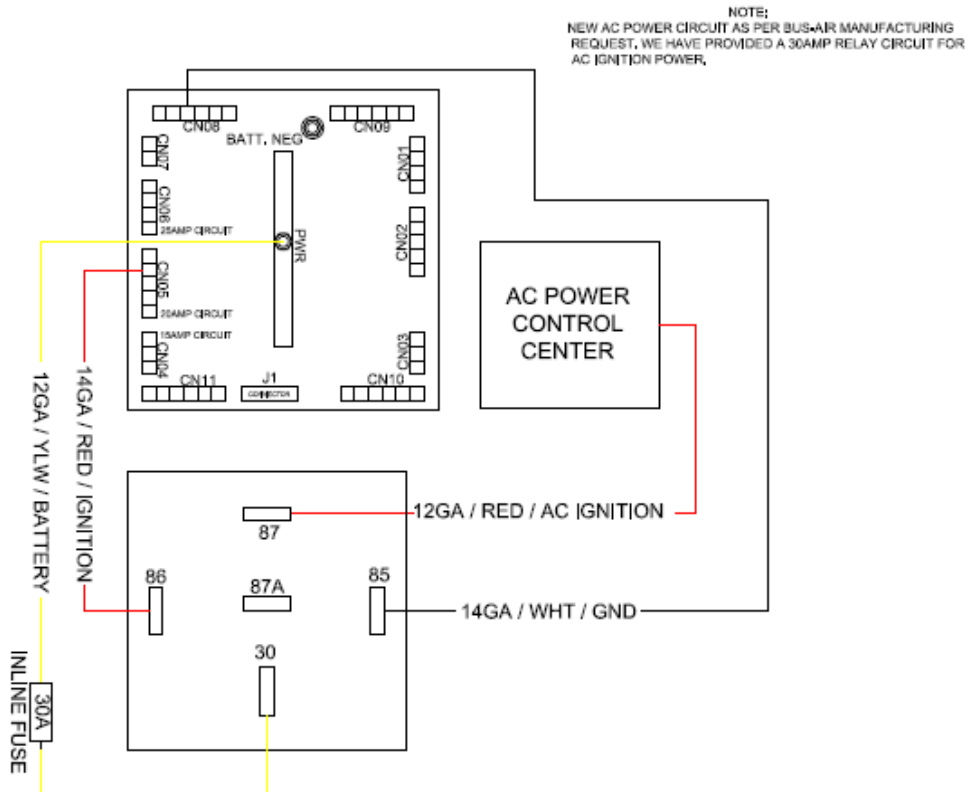 NOTE:
NEW AC POWER CIRCUIT AS PER BUS-AIR MANUFACTURING
REQUEST. WE HAVE PROVIDED A 30AMP RELAY CIRCUIT FOR
AC IGNITION POWER.
CN08
CN09
BATT. NEG
CN07
CN01
CN06
25AMP CIRCUIT
PWR
CN02
CN05
20AMP CIRCUIT
15AMP CIRCUIT
CN04
CN03
CN11
J1
CONNECTOR
CN10
AC POWER
CONTROL
CENTER
12GA / YLW / BATTERY
14GA / RED / IGNITION
87
12GA / RED / AC IGNITION
86
87A
85
14GA / WHT / GND
30
30A
INLINE FUSE